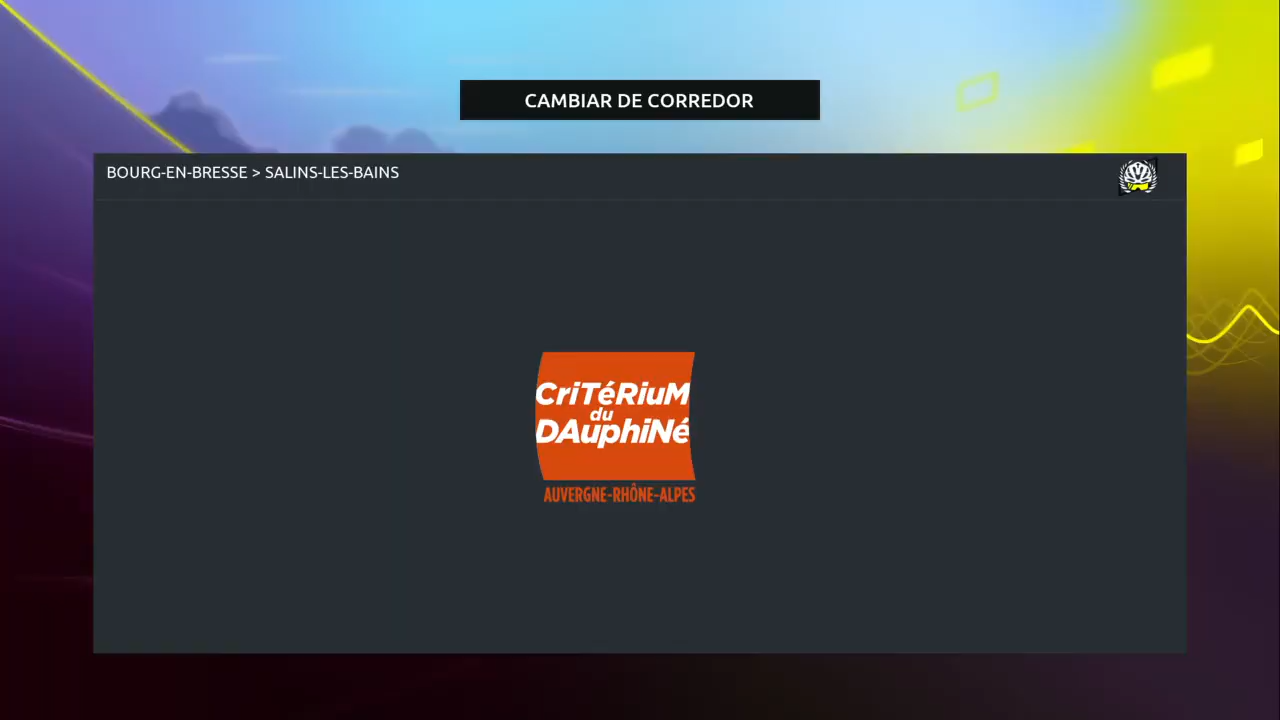 CAMBIAR DE CORREDOR
BOURG-EN-BRESSE > SALINS-LES-BAINS
CriTéRiuM
du
DAuphiNé
AUVERGNE-RHÔNE-ALPES